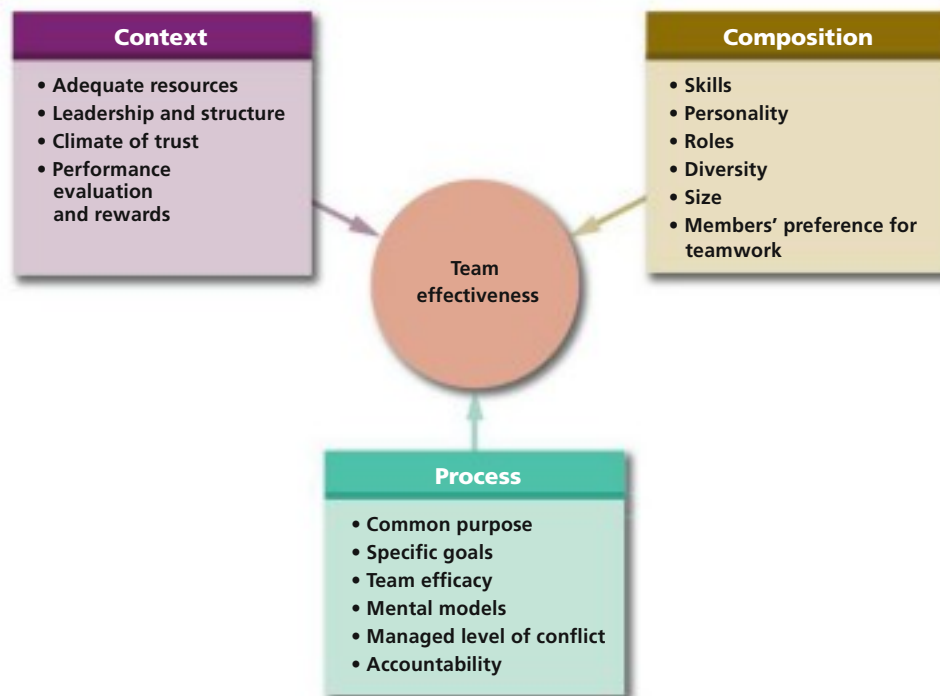 Context
• Adequate resources
• Leadership and structure
• Climate of trust
• Performance
evaluation
and rewards
Composition
• Skills
• Personality
• Roles
• Diversity
• Size
• Members’ preference for
teamwork
Team
effectiveness
Process
• Common purpose
• Specific goals
• Team efficacy
• Mental models
• Managed level of conflict
• Accountability